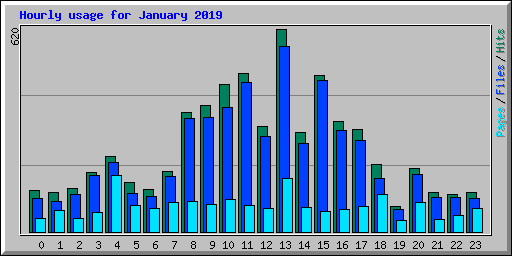 Hourly usage for January 2019
620
Pages / Files / Hits
0 1 2 3 4 5 6 7 8 9 10 11 12 13 14 15 16 17 18 19 20 21 22 23